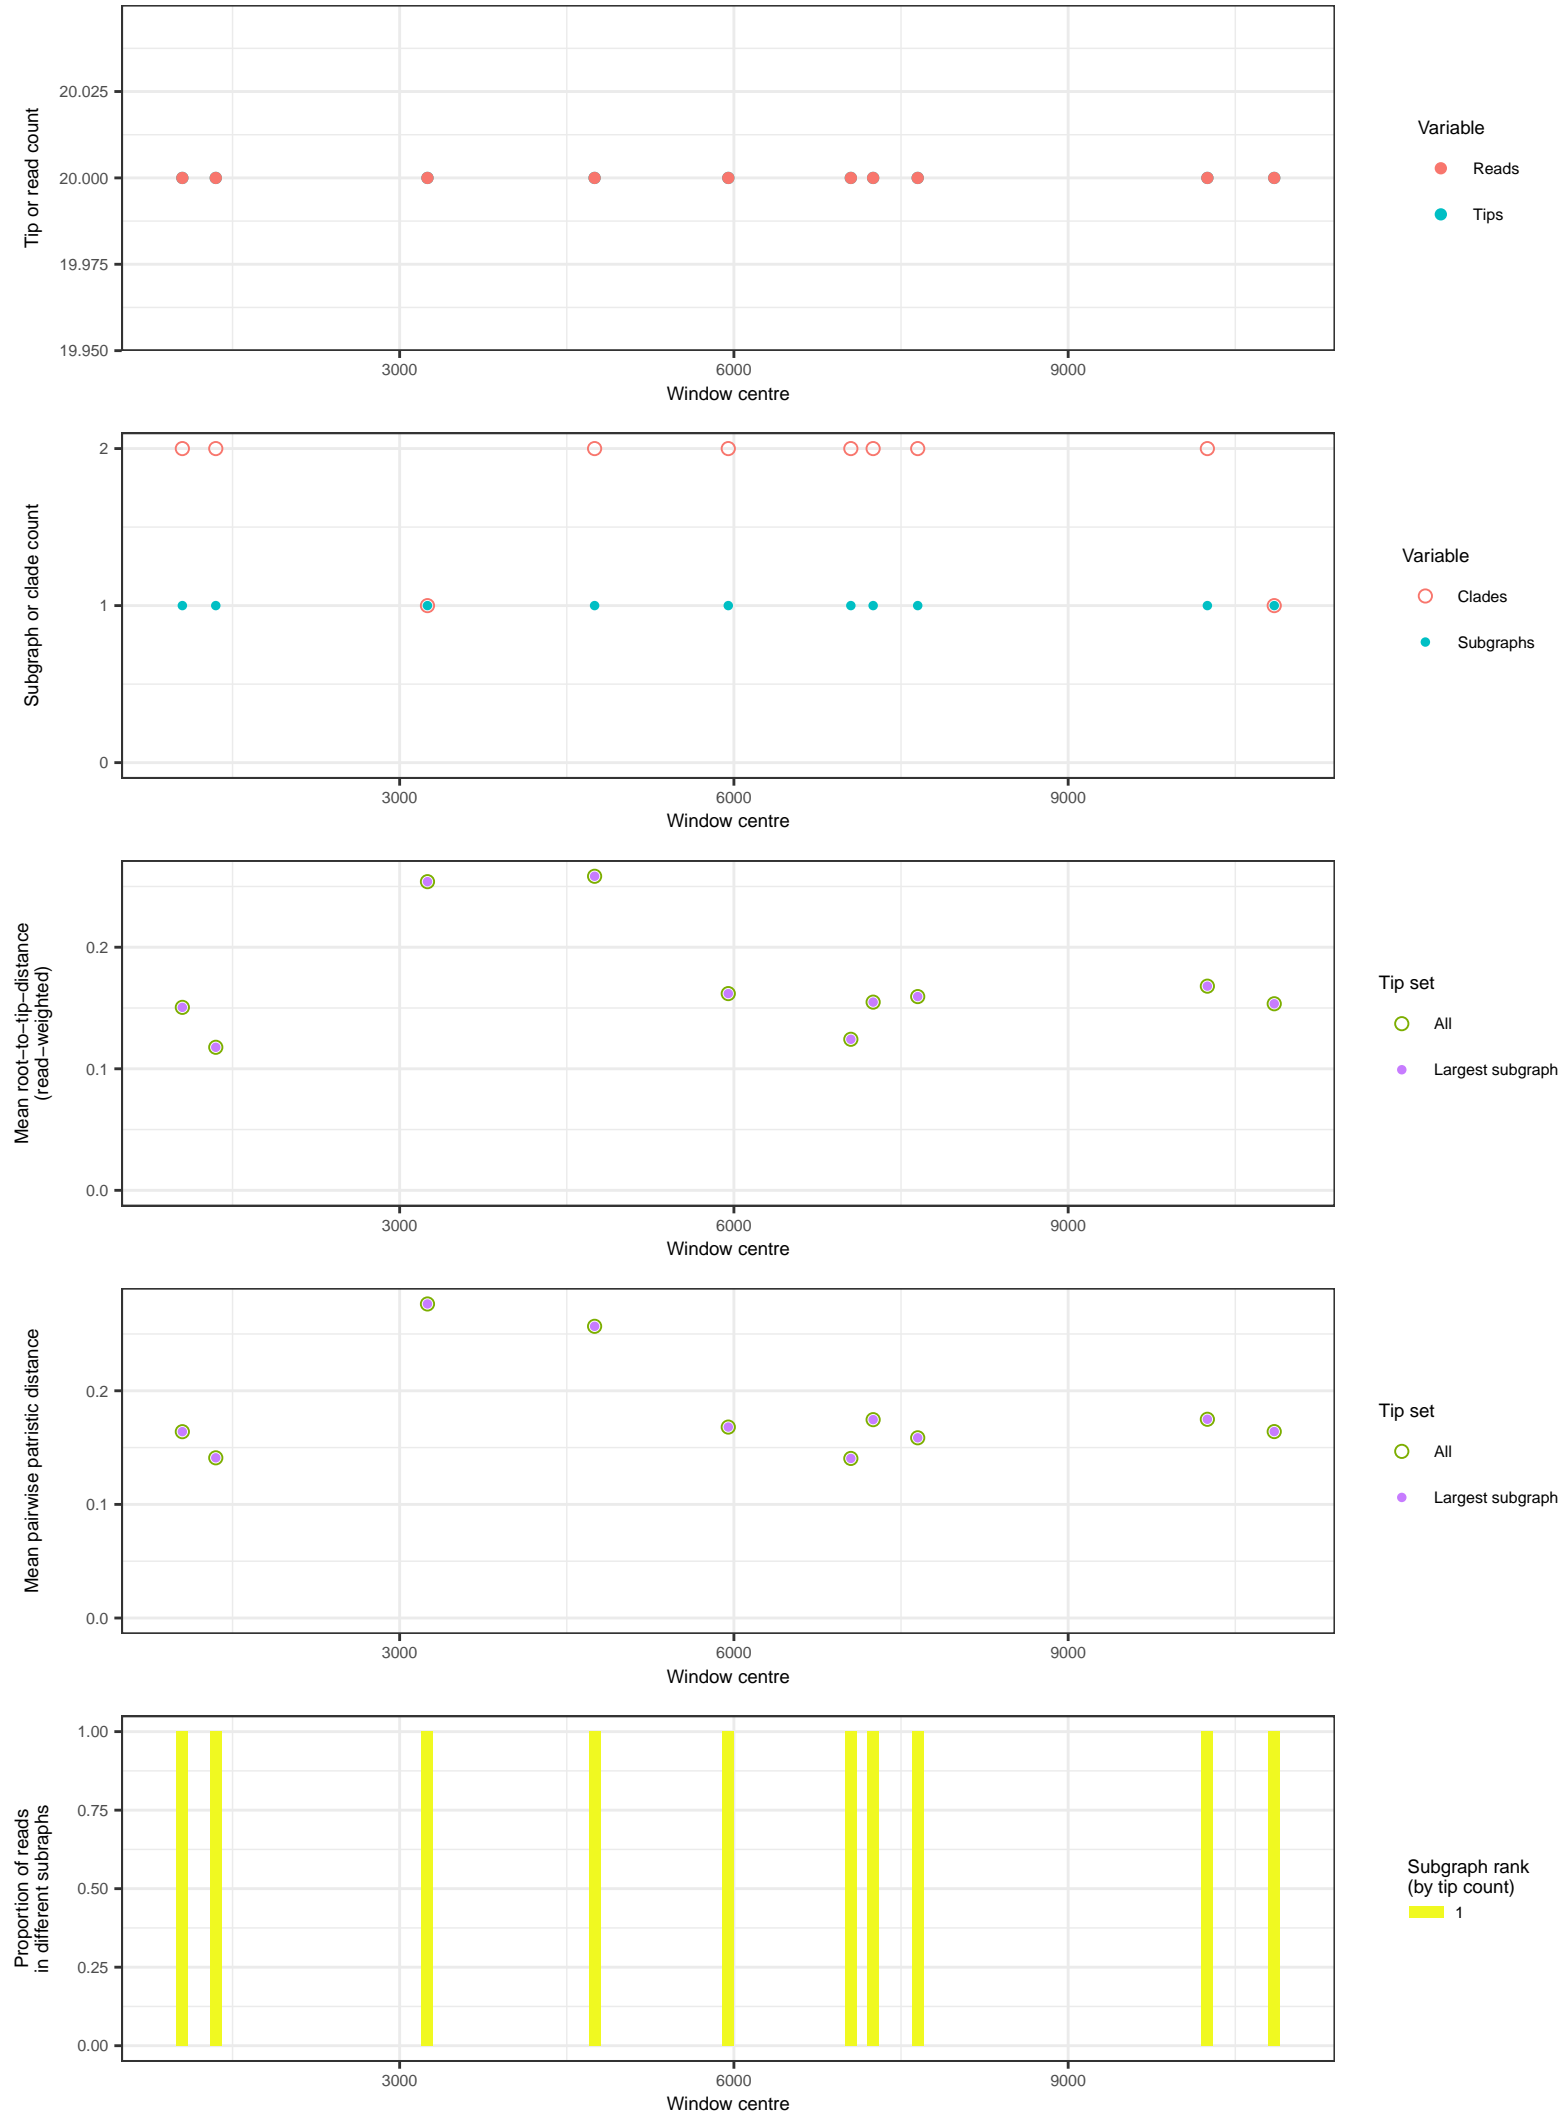 Tip or read count
20.025
20.000
19.975
19.950
3000
6000
9000
Window centre
Variable
Reads
Tips
Subgraph or clade count
2
1
0
3000
6000
9000
Window centre
Variable
Clades
Subgraphs
Mean root−to−tip−distance
(read−weighted)
0.2
0.1
0.0
3000
6000
9000
Window centre
Tip set
All
Largest subgraph
Mean pairwise patristic distance
0.2
0.1
0.0
3000
6000
9000
Window centre
Tip set
All
Largest subgraph
Proportion of reads
in different subraphs
1.00
0.75
0.50
0.25
0.00
3000
6000
9000
Window centre
Subgraph rank
(by tip count)
1